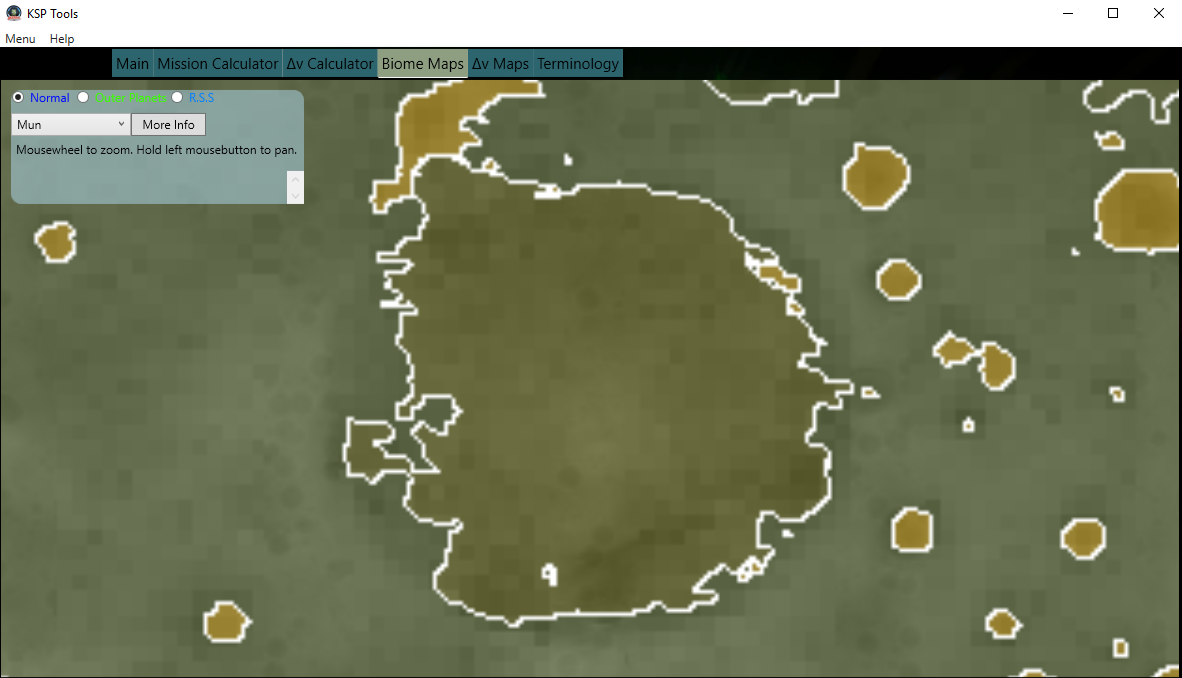 KSP Tools
Menu Help
Main Mission Calculator Δv Calculator Biome Maps Δv Maps Terminology
Normal Outer Planets R.S.S
Mun More Info
Mousewheel to zoom. Hold left mousebutton to pan.